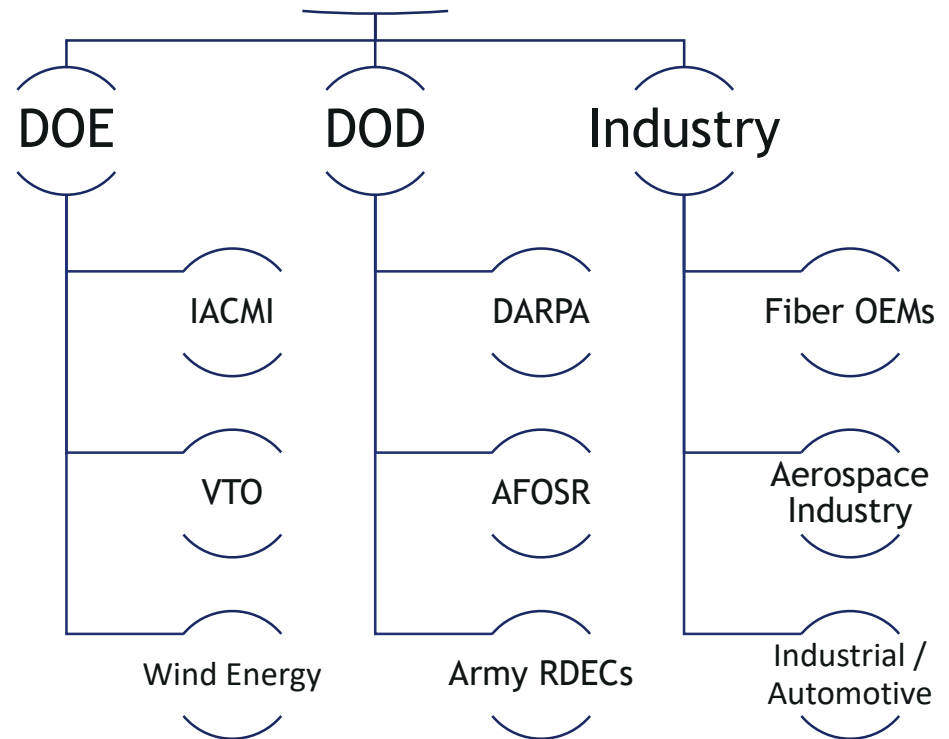 DOE
DOD
Industry
IACMI
DARPA
Fiber OEMs
VTO
AFOSR
Aerospace
Industry
Wind Energy
Army RDECs
Industrial /
Automotive